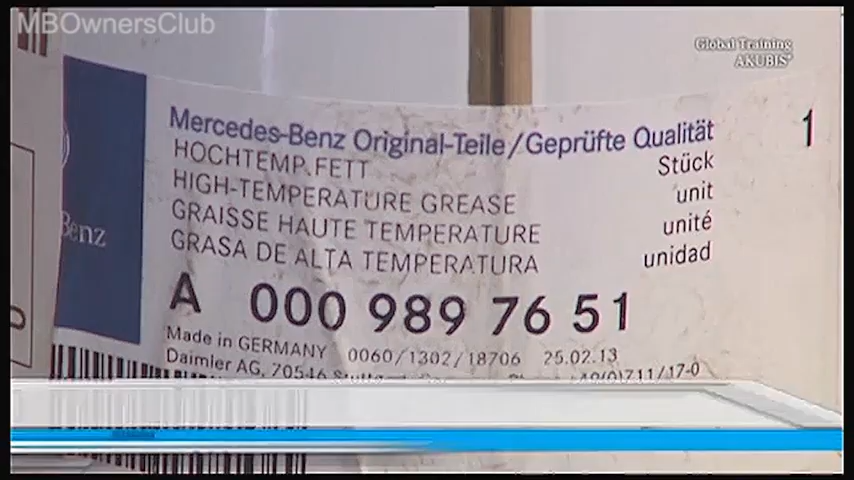 MBOwnersClub
Global Training
AKUBIS®
Mercedes-Benz Original-Teile/Geprüfte Qualität 1
HOCHTEMP.FETT Stück
HIGH-TEMPERATURE GREASE unit
GRAISSE HAUTE TEMPERATURE unité
GRASA DE ALTA TEMPERATURA unidad
Benz
A 000 989 76 51
Made in GERMANY 0060/1302/18706 25.02.13
Daimler AG, 70546